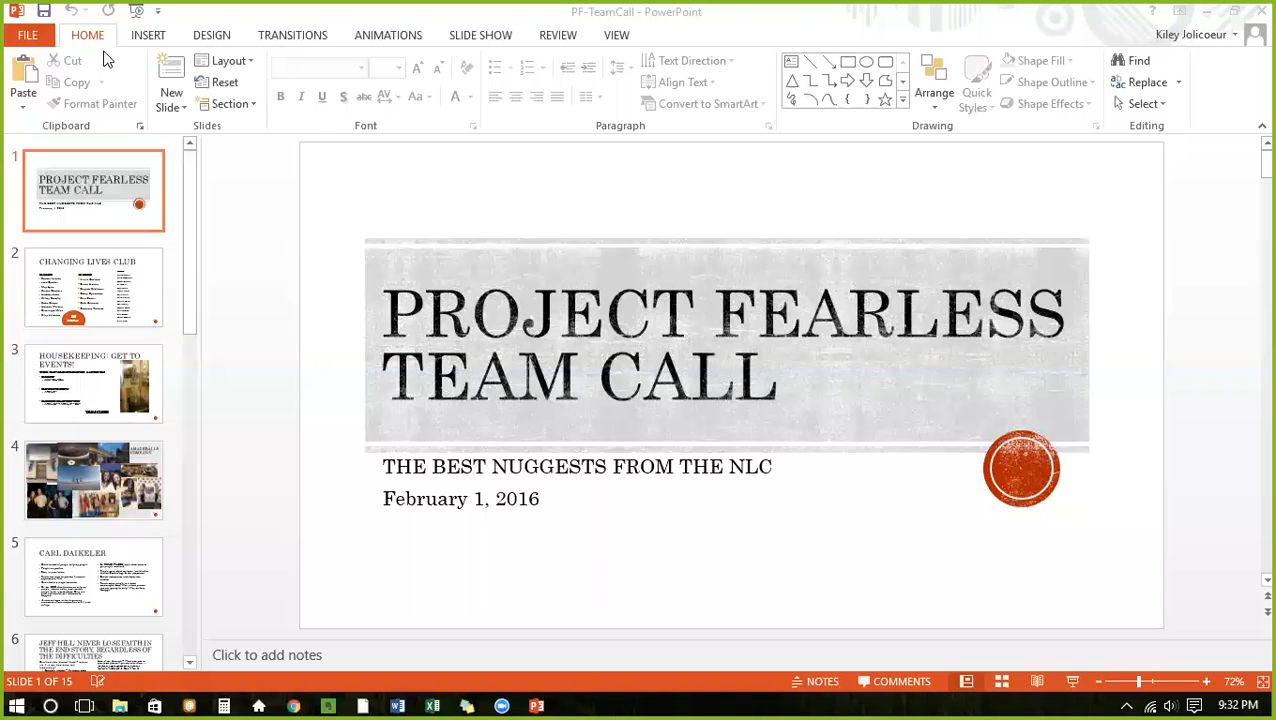 PF-TeamCall - PowerPoint
FILE HOME INSERT DESIGN TRANSITIONS ANIMATIONS SLIDE SHOW REVIEW VIEW Kiley Jolicoeur
Paste
Cut
Copy
Format Painter
Clipboard
New Slide
Layout
Reset
Section
Slides
Font
Text Direction
Align Text
Convert to SmartArt
Paragraph
Arrange
Quick Styles
Shape Fill
Shape Outline
Shape Effects
Drawing
Find
Replace
Select
Editing
1
PROJECT FEARLESS
TEAM CALL
2
CHANGING LIVES CLUB
3
HOUSEKEEPING: GET TO
EVENTS!
4
5
CARL DAIKELER
6
JEFF HILL: NEVER LOSE FAITH IN
THE END STORY, REGARDLESS OF
THE DIFFICULTIES
PROJECT FEARLESS
TEAM CALL
THE BEST NUGGESTS FROM THE NLC
February 1, 2016
Click to add notes
SLIDE 1 OF 15 NOTES COMMENTS 72%
9:32 PM